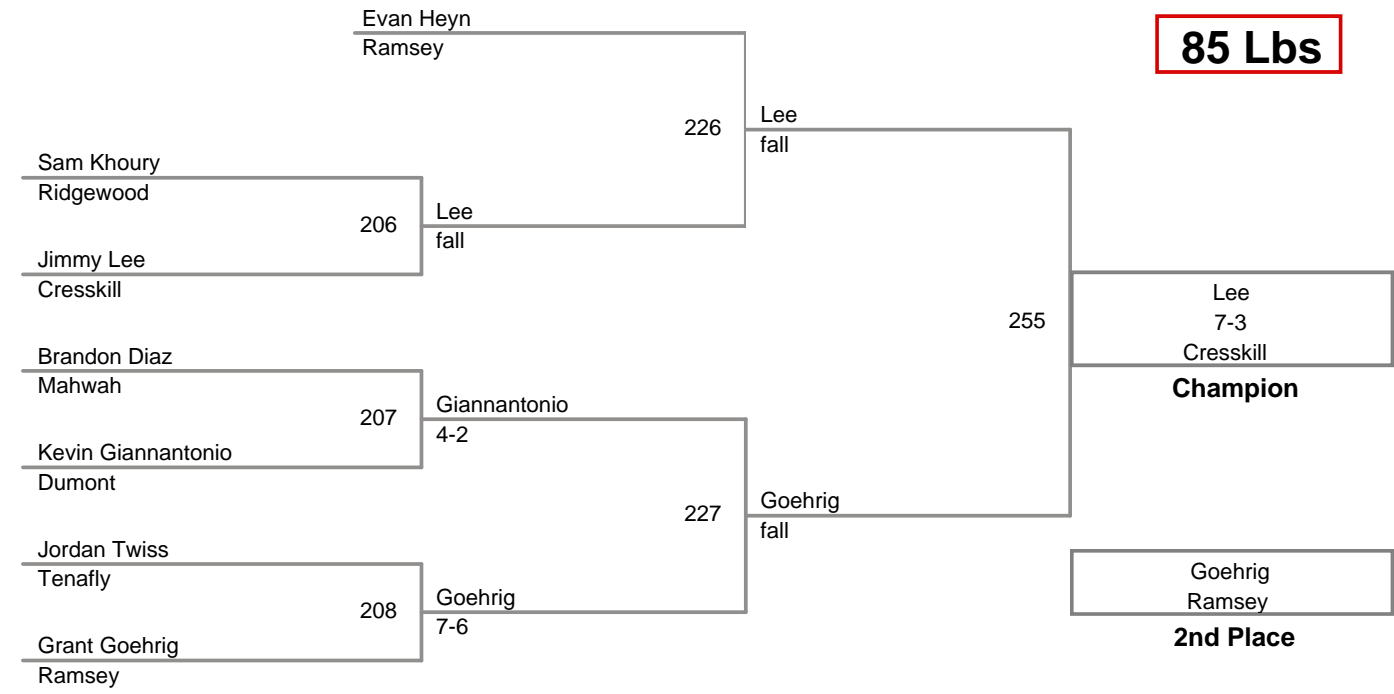 Evan Heyn
Ramsey
85 Lbs
226
Lee
fall
Sam Khoury
Ridgewood
206
Lee
fall
Jimmy Lee
Cresskill
255
Lee
7-3
Cresskill
Champion
Brandon Diaz
Mahwah
207
Giannantonio
4-2
Kevin Giannantonio
Dumont
227
Goehrig
fall
Jordan Twiss
Tenafly
208
Goehrig
7-6
Grant Goehrig
Ramsey
Goehrig
Ramsey
2nd Place